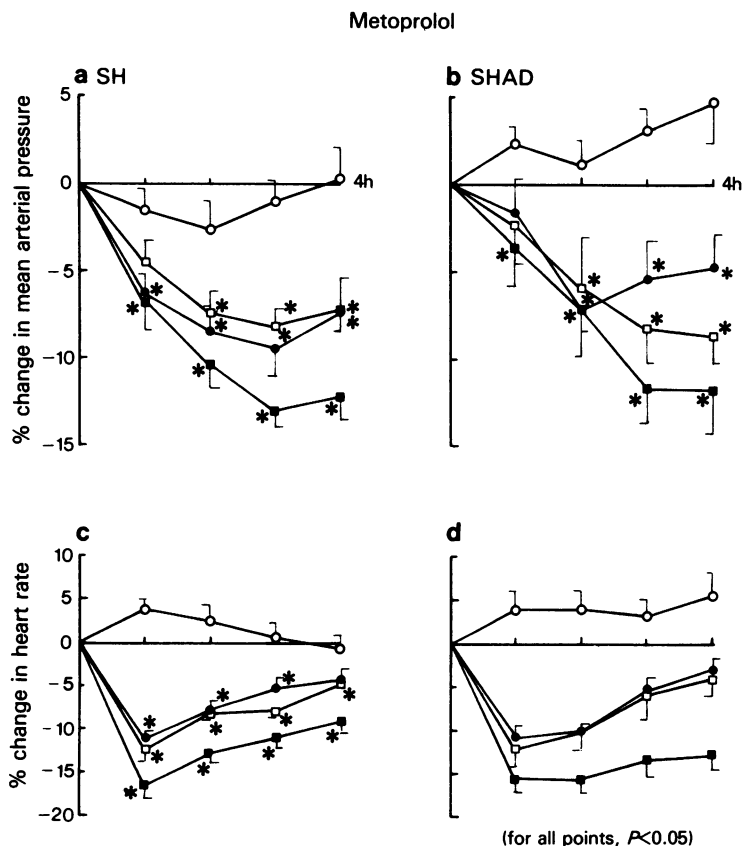 Metoprolol
a SH
b SHAD
% change in mean arterial pressure
5
0
−5
−10
−15
4h
4h
* * * * * * * * * * *
* * * * * * * * * *
c
d
% change in heart rate
10
5
0
−5
−10
−15
−20
* * * * * * * * * * *
(for all points, P<0.05)